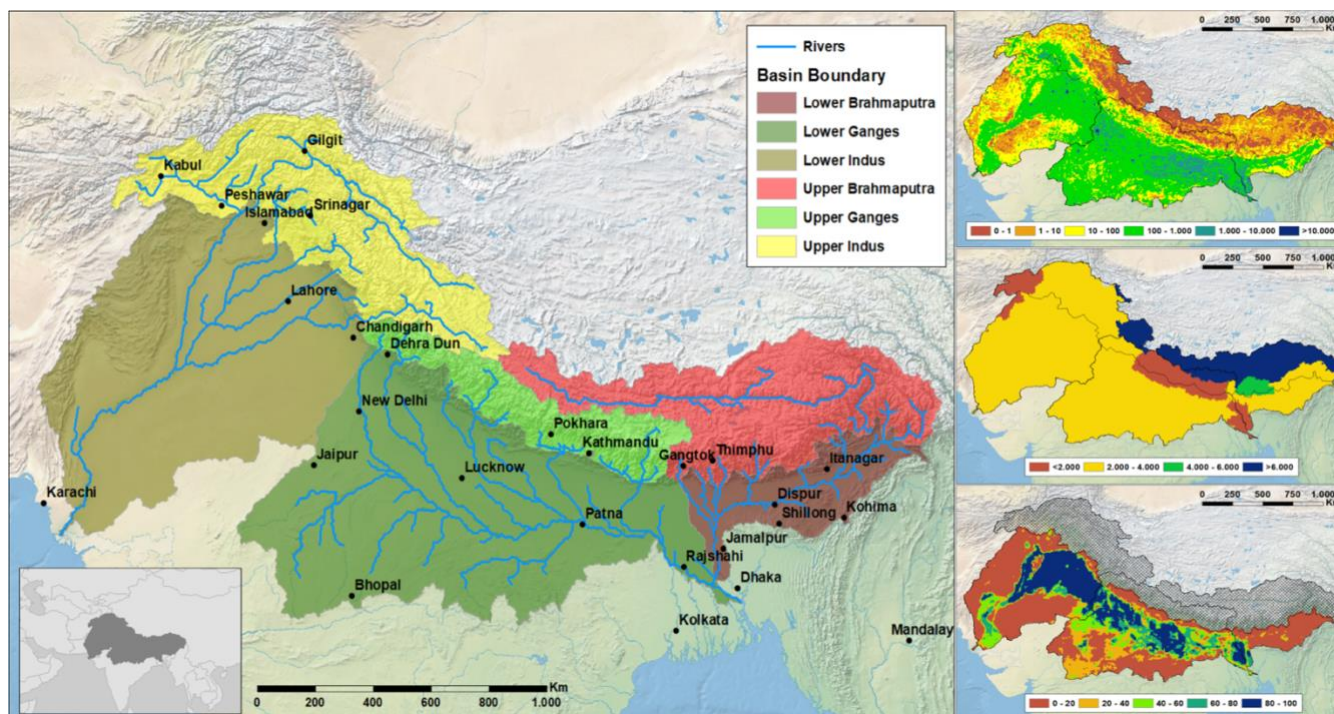 Rivers
Basin Boundary
Lower Brahmaputra
Lower Ganges
Lower Indus
Upper Brahmaputra
Upper Ganges
Upper Indus
Gilgit
Kabul
Peshawar
Islamabad
Srinagar
Lahore
Chandigarh
Dehra Dun
New Delhi
Pokhara
Kathmandu
Gangtok
Thimphu
Itanagar
Jaipur
Lucknow
Karachi
Patna
Dispur
Shillong
Kohima
Rajshahi
Jamalpur
Bhopal
Dhaka
Kolkata
Mandalay
0 200 400 600 800 1.000 Km
0 250 500 750 1.000
0 - 1 1 - 10 10 - 100 100 - 1.000 1.000 - 10.000 >10.000
0 250 500 750 1.000
<2.000 2.000 - 4.000 4.000 - 6.000 >6.000
0 250 500 750 1.000
0 - 20 20 - 40 40 - 60 60 - 80 80 - 100